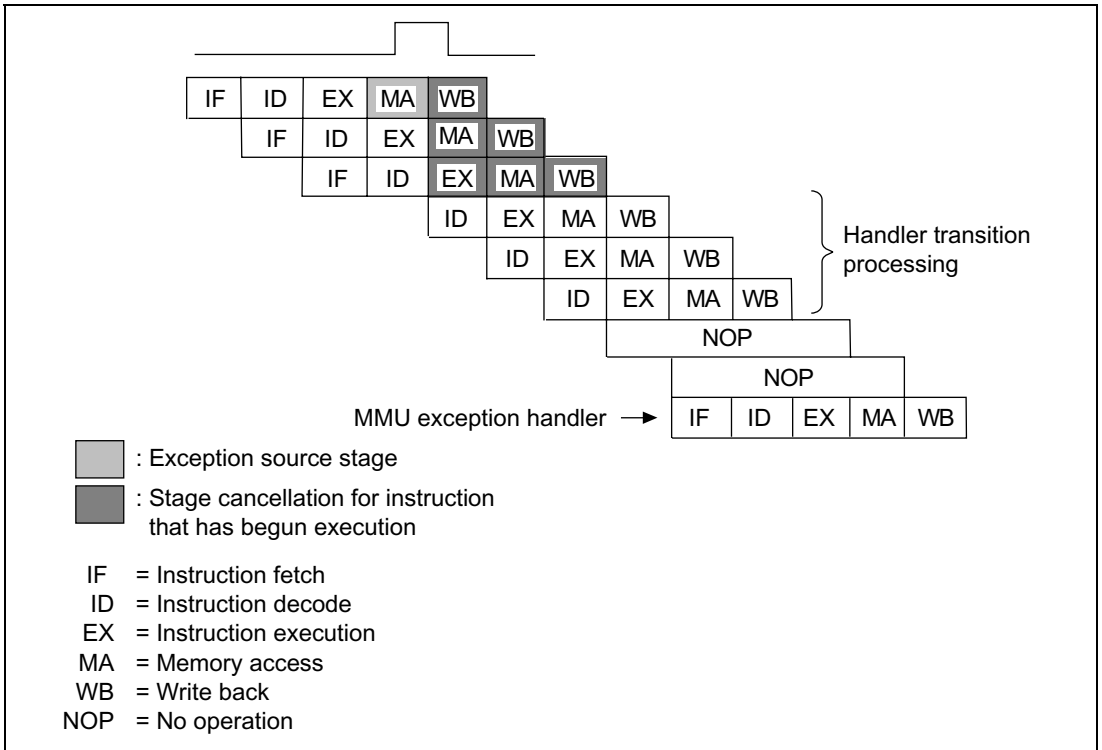 IF ID EX MA WB
IF ID EX MA WB
IF ID EX MA WB
ID EX MA WB
ID EX MA WB
ID EX MA WB
Handler transition
processing
NOP
NOP
MMU exception handler
IF ID EX MA WB
: Exception source stage
: Stage cancellation for instruction
that has begun execution
IF = Instruction fetch
ID = Instruction decode
EX = Instruction execution
MA = Memory access
WB = Write back
NOP = No operation